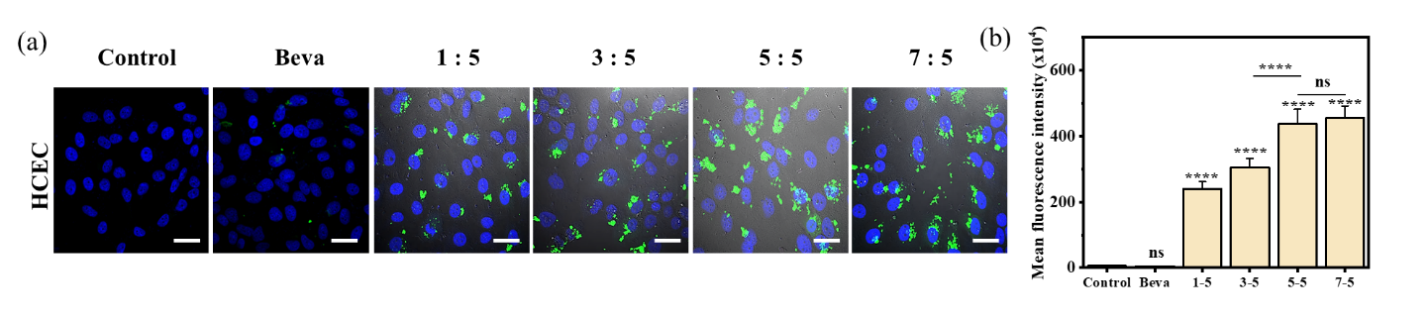 (a)
Control
Beva
1 : 5
3 : 5
5 : 5
7 : 5
HCEC
(b)
Mean fluorescence intensity (x10⁴)
600
400
200
0
ns
****
****
****
****
****
ns
Control
Beva
1-5
3-5
5-5
7-5